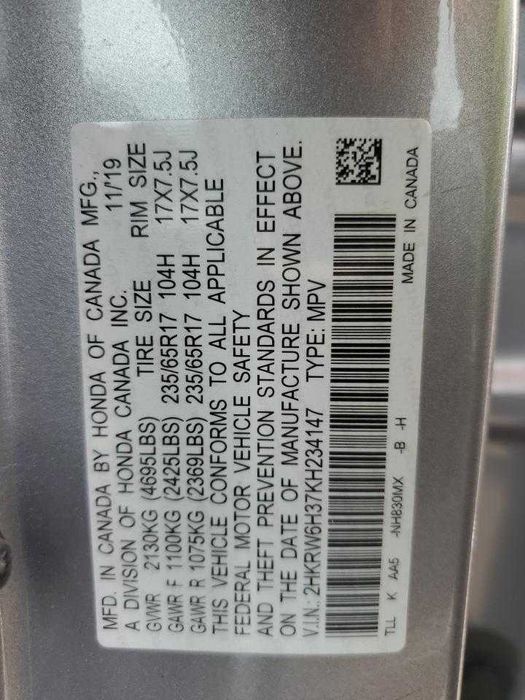 MFD. IN CANADA BY HONDA OF CANADA MFG.,
A DIVISION OF HONDA CANADA INC. 11/'19
GVWR 2130KG (4695LBS) TIRE SIZE RIM SIZE
GAWR F 1100KG (2425LBS) 235/65R17 104H 17X7.5J
GAWR R 1075KG (2369LBS) 235/65R17 104H 17X7.5J
THIS VEHICLE CONFORMS TO ALL APPLICABLE
FEDERAL MOTOR VEHICLE SAFETY
AND THEFT PREVENTION STANDARDS IN EFFECT
ON THE DATE OF MANUFACTURE SHOWN ABOVE.
V.I.N.: 2HKRW6H37KH234147 TYPE: MPV
TLL K AA5 -NH830MX -B -H MADE IN CANADA